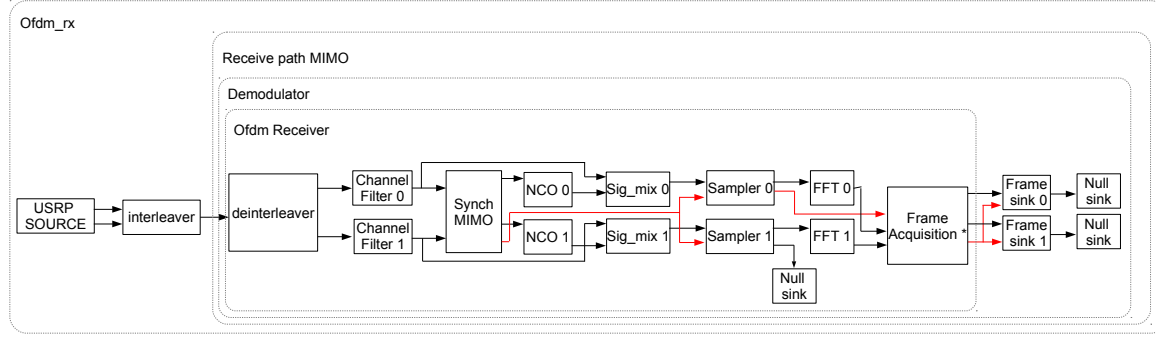 Ofdm_rx
Receive path MIMO
Demodulator
Ofdm Receiver
USRP
SOURCE
interleaver
deinterleaver
Channel
Filter 0
Channel
Filter 1
Synch
MIMO
NCO 0
NCO 1
Sig_mix 0
Sig_mix 1
Sampler 0
Sampler 1
Null
sink
FFT 0
FFT 1
Frame
Acquisition *
Frame
sink 0
Frame
sink 1
Null
sink
Null
sink